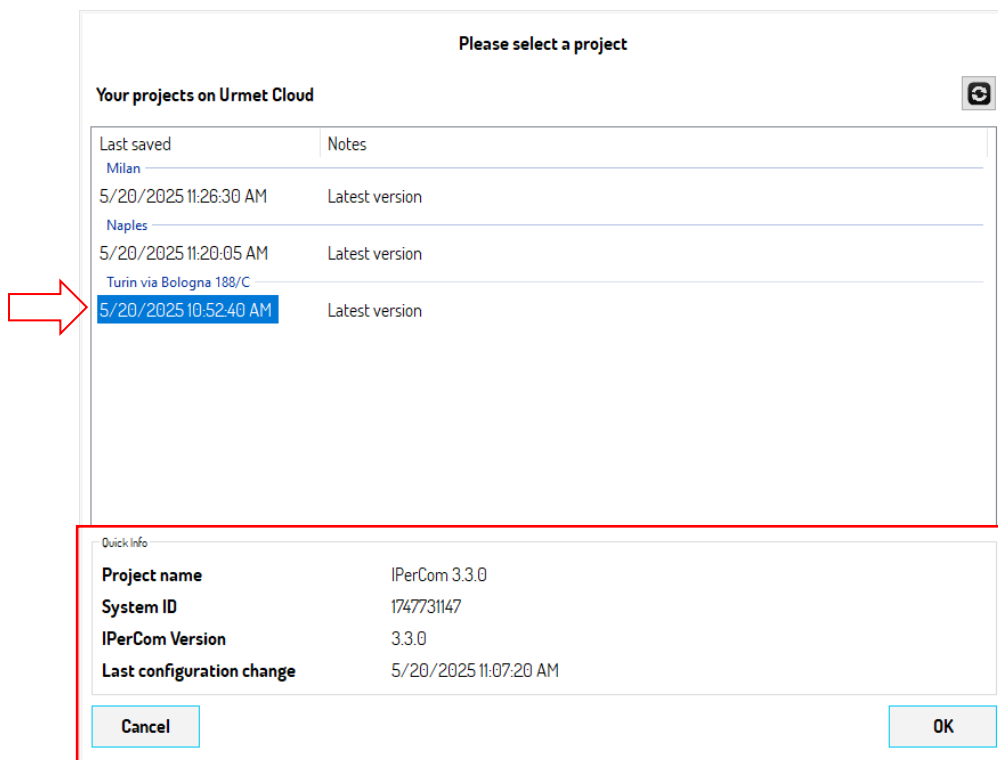 Please select a project
Your projects on Urmet Cloud
Last saved Notes
Milan
5/20/2025 11:26:30 AM Latest version
Naples
5/20/2025 11:20:05 AM Latest version
Turin via Bologna 188/C
5/20/2025 10:52:40 AM Latest version
Quick Info
Project name IPerCom 3.3.0
System ID 1747731147
IPerCom Version 3.3.0
Last configuration change 5/20/2025 11:07:20 AM
Cancel OK